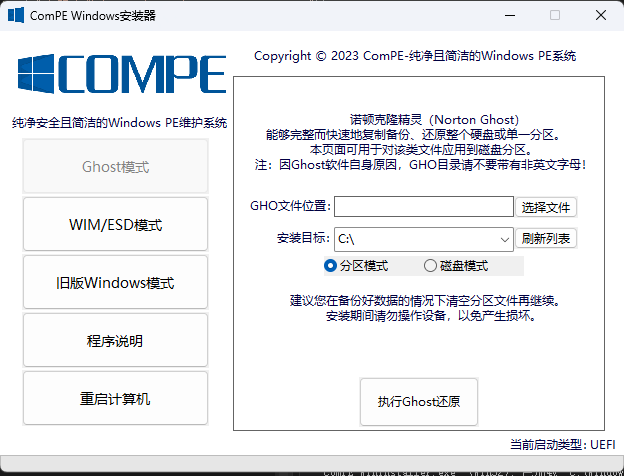 ComPE Windows安装器
COMPE
Copyright © 2023 ComPE-纯净且简洁的Windows PE系统
纯净安全且简洁的Windows PE维护系统
Ghost模式
WIM/ESD模式
旧版Windows模式
程序说明
重启计算机
诺顿克隆精灵（Norton Ghost）
能够完整而快速地复制备份、还原整个硬盘或单一分区。
本页面可用于对该类文件应用到磁盘分区。
注：因Ghost软件自身原因，GHO目录请不要带有非英文字母！
GHO文件位置： 选择文件
安装目标： C:\ 刷新列表
分区模式 磁盘模式
建议您在备份好数据的情况下清空分区文件再继续。
安装期间请勿操作设备，以免产生损坏。
执行Ghost还原
当前启动类型：UEFI